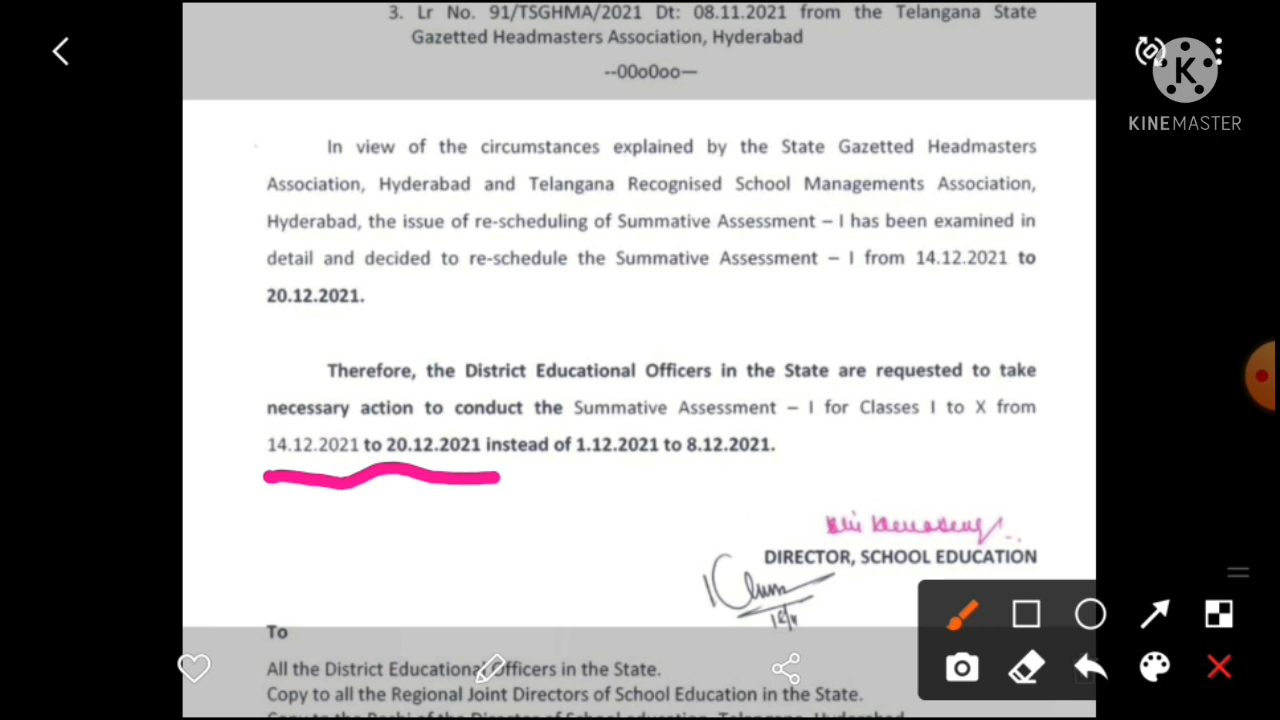 3. Lr No. 91/TSGHMA/2021 Dt: 08.11.2021 from the Telangana State
Gazetted Headmasters Association, Hyderabad
--00o0oo—
K
KINEMASTER
In view of the circumstances explained by the State Gazetted Headmasters
Association, Hyderabad and Telangana Recognised School Managements Association,
Hyderabad, the issue of re-scheduling of Summative Assessment – I has been examined in
detail and decided to re-schedule the Summative Assessment – I from 14.12.2021 to
20.12.2021.
Therefore, the District Educational Officers in the State are requested to take
necessary action to conduct the Summative Assessment – I for Classes I to X from
14.12.2021 to 20.12.2021 instead of 1.12.2021 to 8.12.2021.
DIRECTOR, SCHOOL EDUCATION
To
All the District Educational Officers in the State.
Copy to all the Regional Joint Directors of School Education in the State.